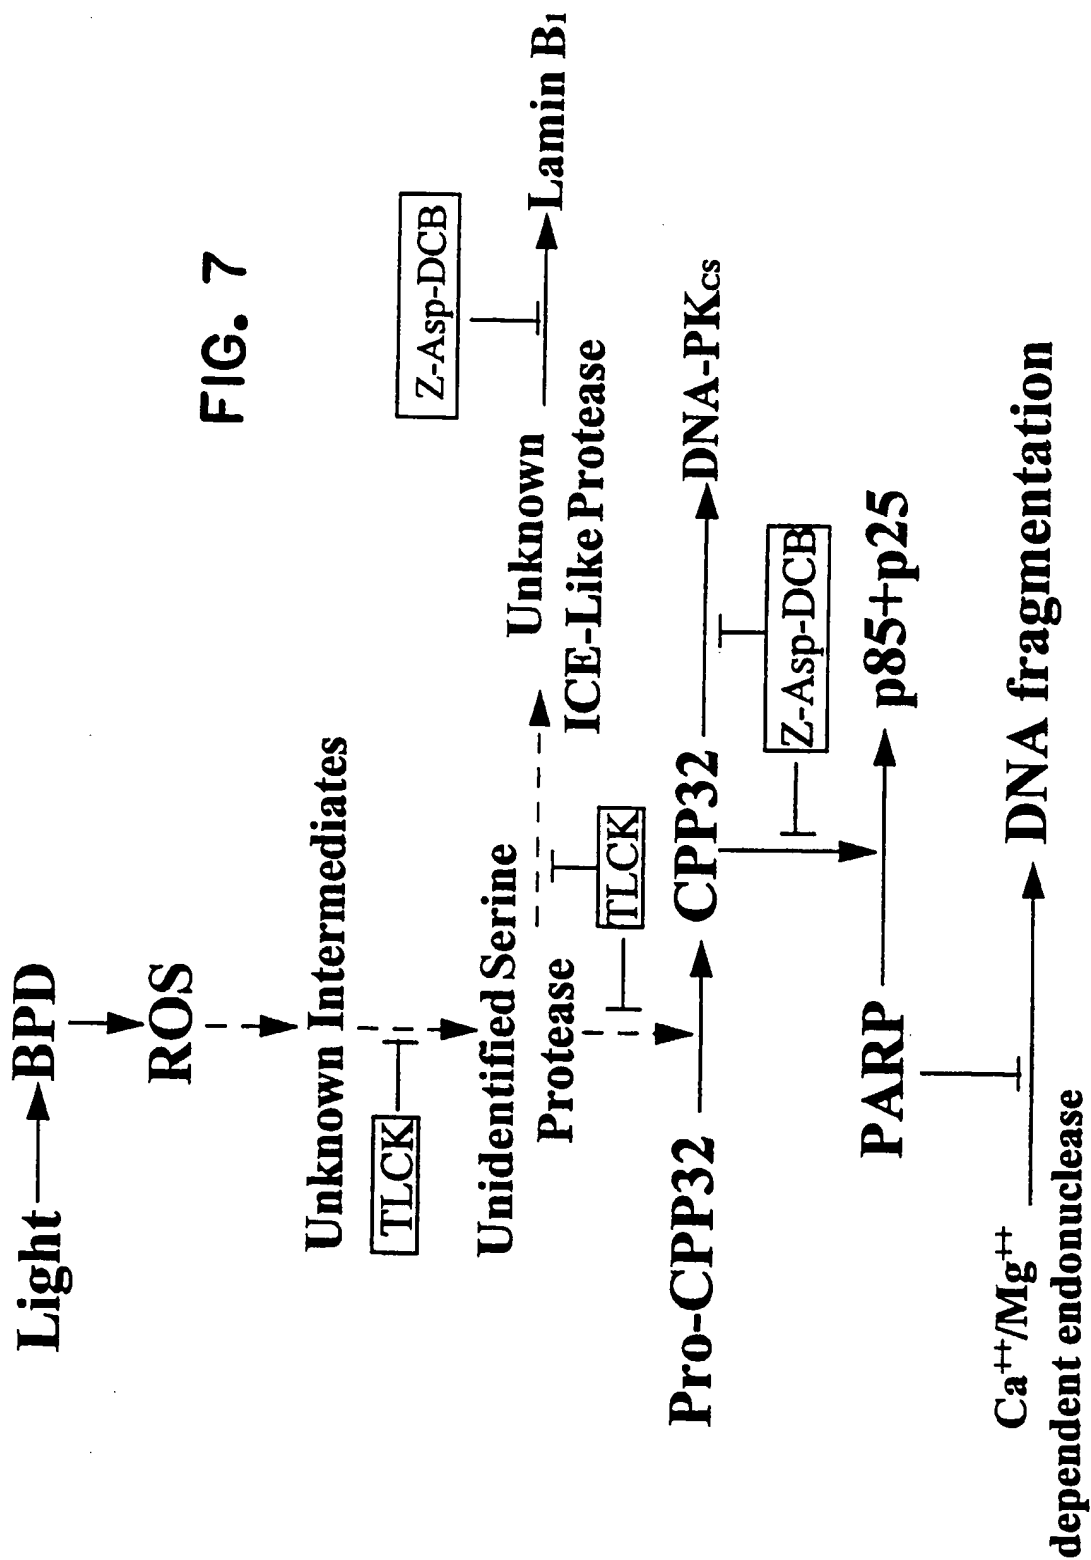 FIG. 7
Light
BPD
ROS
Unknown Intermediates
TLCK
Unidentified Serine
Protease
Unknown
ICE-Like Protease
Z-Asp-DCB
Lamin B1
TLCK
Pro-CPP32
CPP32
DNA-PKcs
Z-Asp-DCB
PARP
p85+p25
Ca++/Mg++
dependent endonuclease
DNA fragmentation